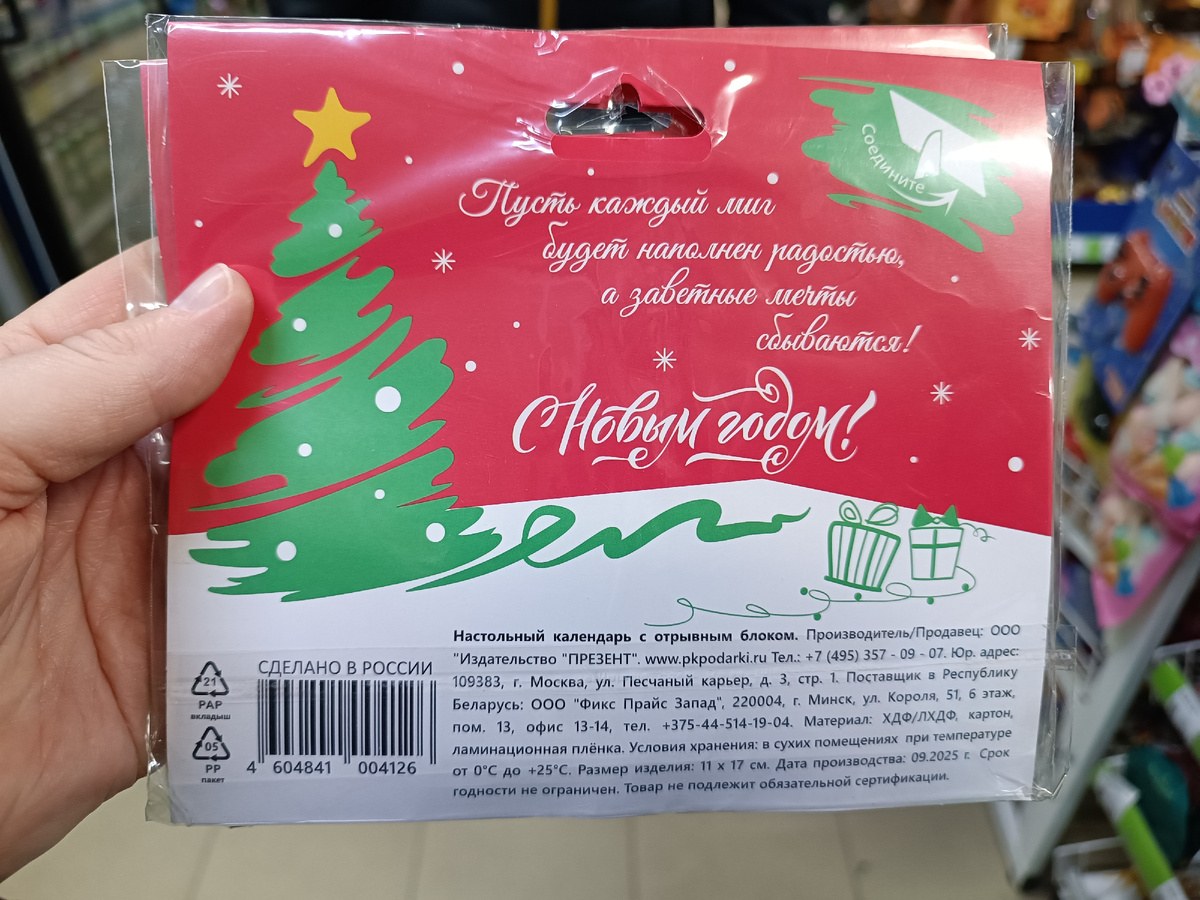 Соедините
Пусть каждый миг
будет наполнен радостью,
а заветные мечты
сбываются!
С Новым годом!
Настольный календарь с отрывным блоком. Производитель/Продавец: ООО
"Издательство "ПРЕЗЕНТ". www.pkpodarki.ru Тел.: +7 (495) 357 - 09 - 07. Юр. адрес:
109383, г. Москва, ул. Песчаный карьер, д. 3, стр. 1. Поставщик в Республику
Беларусь: ООО "Фикс Прайс Запад", 220004, г. Минск, ул. Короля, 51, 6 этаж,
пом. 13, офис 13-14, тел. +375-44-514-19-04. Материал: ХДФ/ЛХДФ, картон,
ламинационная плёнка. Условия хранения: в сухих помещениях при температуре
от 0°С до +25°С. Размер изделия: 11 х 17 см. Дата производства: 09.2025 г. Срок
годности не ограничен. Товар не подлежит обязательной сертификации.
СДЕЛАНО В РОССИИ
4 604841 004126
21
PAP
вкладыш
05
PP
пакет